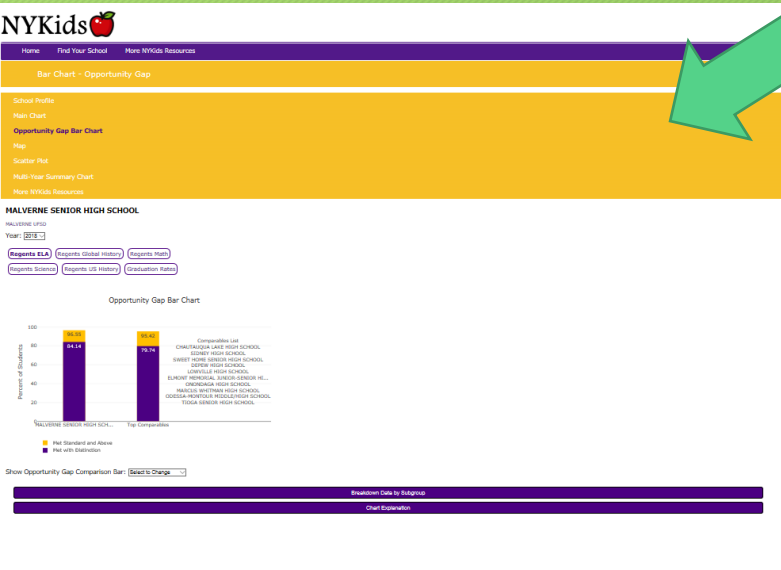 NYKids
Home Find Your School More NYKids Resources
Bar Chart - Opportunity Gap
School Profile
Main Chart
Opportunity Gap Bar Chart
Map
Scatter Plot
Multi-Year Summary Chart
More NYKids Resources
MALVERNE SENIOR HIGH SCHOOL
MALVERNE UFSD
Year: 2018
Regents ELA Regents Global History Regents Math
Regents Science Regents US History Graduation Rates
Opportunity Gap Bar Chart
Percent of Students
100
80
60
40
20
0
84.14
95.42
79.74
Comparables List
CHAUTAUQUA LAKE HIGH SCHOOL
SIDNEY HIGH SCHOOL
SWEET HOME SENIOR HIGH SCHOOL
DEPEW HIGH SCHOOL
LOWVILLE HIGH SCHOOL
ELMONT MEMORIAL JUNIOR-SENIOR HI...
ONONDAGA HIGH SCHOOL
MARCUS WHITMAN HIGH SCHOOL
ODESSA-MONTOUR MIDDLE/HIGH SCHOOL
TIOGA SENIOR HIGH SCHOOL
MALVERNE SENIOR HIGH SCH... Top Comparables
Met Standard and Above
Met with Distinction
Show Opportunity Gap Comparison Bar: Select to Change
Breakdown Data by Subgroup
Chart Explanation